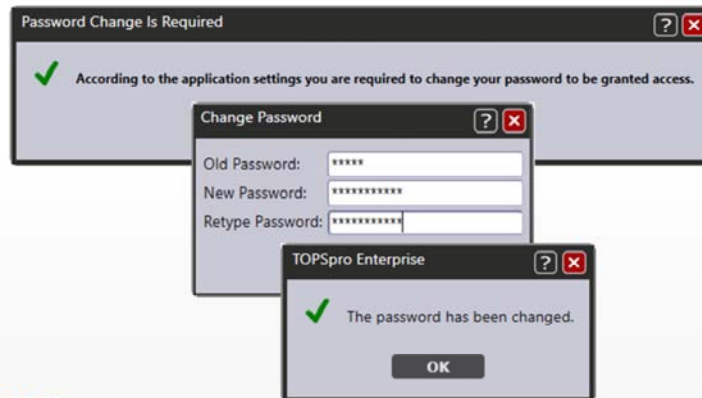 Password Change Is Required
According to the application settings you are required to change your password to be granted access.
Change Password
Old Password: *****
New Password: ***********
Retype Password: ***********
TOPSpro Enterprise
The password has been changed.
OK